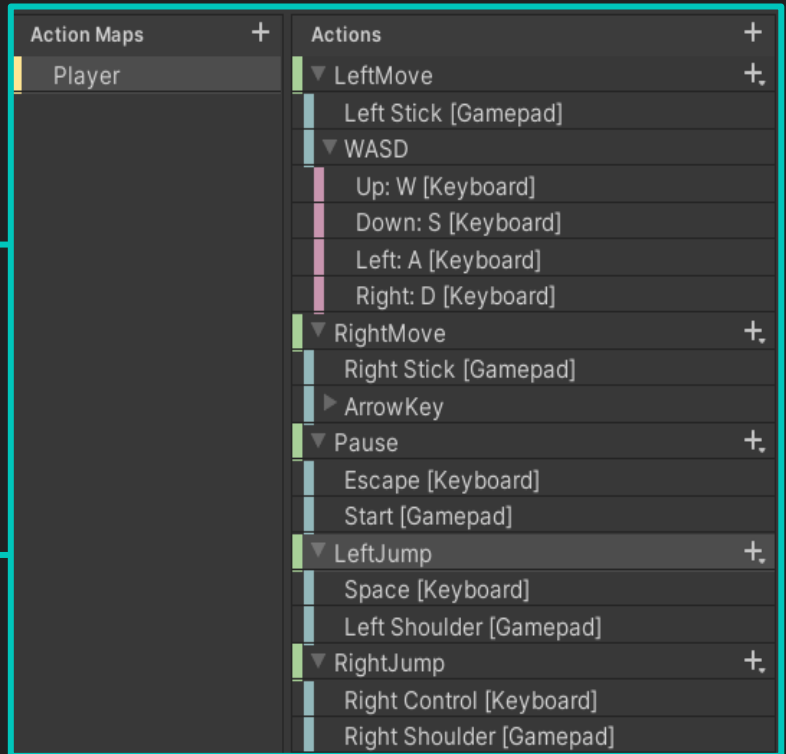 Action Maps +
Player
Actions +
LeftMove +
Left Stick [Gamepad]
WASD
Up: W [Keyboard]
Down: S [Keyboard]
Left: A [Keyboard]
Right: D [Keyboard]
RightMove +
Right Stick [Gamepad]
ArrowKey
Pause +
Escape [Keyboard]
Start [Gamepad]
LeftJump +
Space [Keyboard]
Left Shoulder [Gamepad]
RightJump +
Right Control [Keyboard]
Right Shoulder [Gamepad]